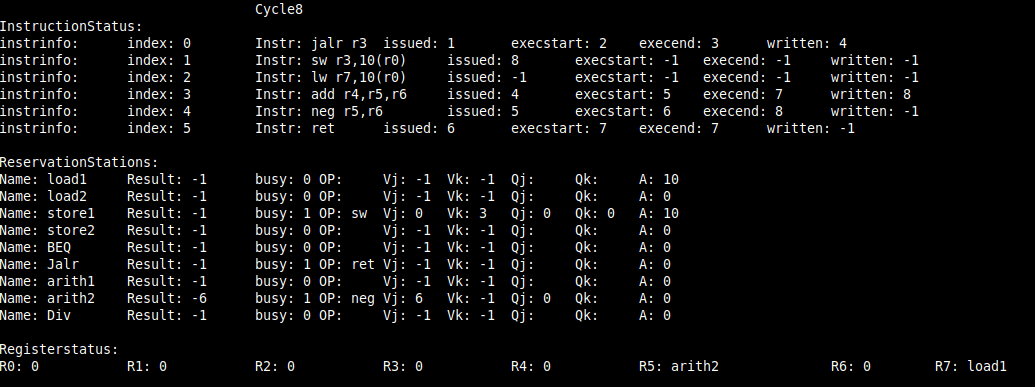 Cycle8
InstructionStatus:
instrinfo: index: 0 Instr: jalr r3 issued: 1 execstart: 2 execend: 3 written: 4
instrinfo: index: 1 Instr: sw r3,10(r0) issued: 8 execstart: -1 execend: -1 written: -1
instrinfo: index: 2 Instr: lw r7,10(r0) issued: -1 execstart: -1 execend: -1 written: -1
instrinfo: index: 3 Instr: add r4,r5,r6 issued: 4 execstart: 5 execend: 7 written: 8
instrinfo: index: 4 Instr: neg r5,r6 issued: 5 execstart: 6 execend: 8 written: -1
instrinfo: index: 5 Instr: ret issued: 6 execstart: 7 execend: 7 written: -1
ReservationStations:
Name: load1 Result: -1 busy: 0 OP: Vj: -1 Vk: -1 Qj: Qk: A: 10
Name: load2 Result: -1 busy: 0 OP: Vj: -1 Vk: -1 Qj: Qk: A: 0
Name: store1 Result: -1 busy: 1 OP: sw Vj: 0 Vk: 3 Qj: 0 Qk: 0 A: 10
Name: store2 Result: -1 busy: 0 OP: Vj: -1 Vk: -1 Qj: Qk: A: 0
Name: BEQ Result: -1 busy: 0 OP: Vj: -1 Vk: -1 Qj: Qk: A: 0
Name: Jalr Result: -1 busy: 1 OP: ret Vj: -1 Vk: -1 Qj: Qk: A: 0
Name: arith1 Result: -1 busy: 0 OP: Vj: -1 Vk: -1 Qj: Qk: A: 0
Name: arith2 Result: -6 busy: 1 OP: neg Vj: 6 Vk: -1 Qj: 0 Qk: A: 0
Name: Div Result: -1 busy: 0 OP: Vj: -1 Vk: -1 Qj: Qk: A: 0
Registerstatus:
R0: 0 R1: 0 R2: 0 R3: 0 R4: 0 R5: arith2 R6: 0 R7: load1